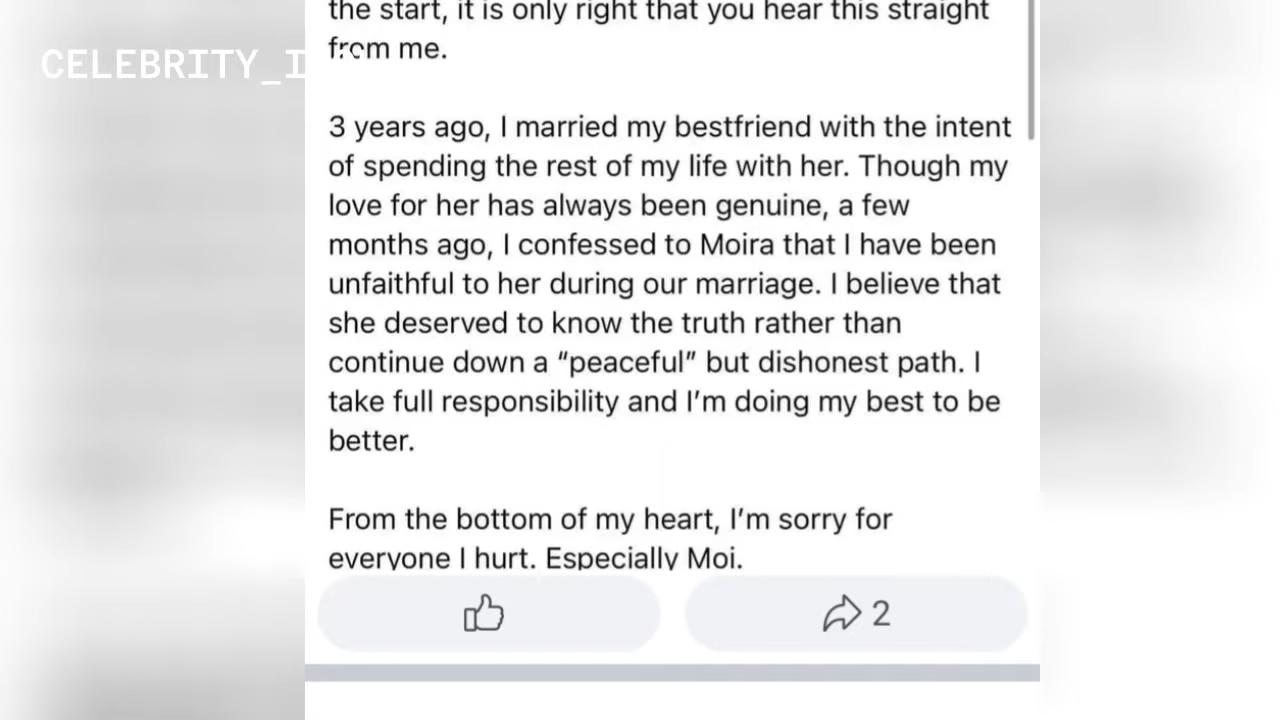 the start, it is only right that you hear this straight
from me.
CELEBRITY_I
3 years ago, I married my bestfriend with the intent
of spending the rest of my life with her. Though my
love for her has always been genuine, a few
months ago, I confessed to Moira that I have been
unfaithful to her during our marriage. I believe that
she deserved to know the truth rather than
continue down a “peaceful” but dishonest path. I
take full responsibility and I’m doing my best to be
better.
From the bottom of my heart, I’m sorry for
everyone I hurt. Especially Moi.
2